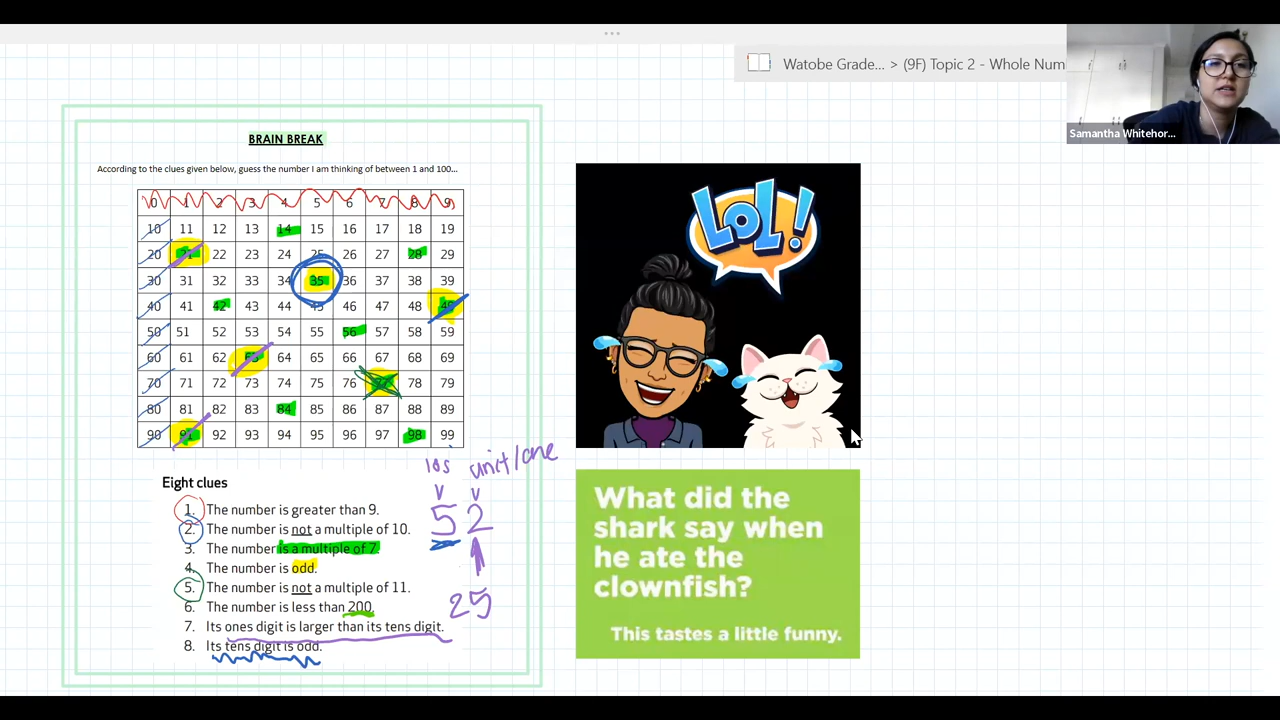 Watobe Grade... > (9F) Topic 2 - Whole Num
Samantha Whitehor...
BRAIN BREAK
According to the clues given below, guess the number I am thinking of between 1 and 100...
0 1 2 3 4 5 6 7 8 9
10 11 12 13 14 15 16 17 18 19
20 21 22 23 24 25 26 27 28 29
30 31 32 33 34 35 36 37 38 39
40 41 42 43 44 45 46 47 48 49
50 51 52 53 54 55 56 57 58 59
60 61 62 63 64 65 66 67 68 69
70 71 72 73 74 75 76 77 78 79
80 81 82 83 84 85 86 87 88 89
90 91 92 93 94 95 96 97 98 99
Eight clues
1. The number is greater than 9.
2. The number is not a multiple of 10.
3. The number is a multiple of 7.
4. The number is odd.
5. The number is not a multiple of 11.
6. The number is less than 200.
7. Its ones digit is larger than its tens digit.
8. Its tens digit is odd.
10s unit/one
52
25
LOL!
What did the
shark say when
he ate the
clownfish?
This tastes a little funny.